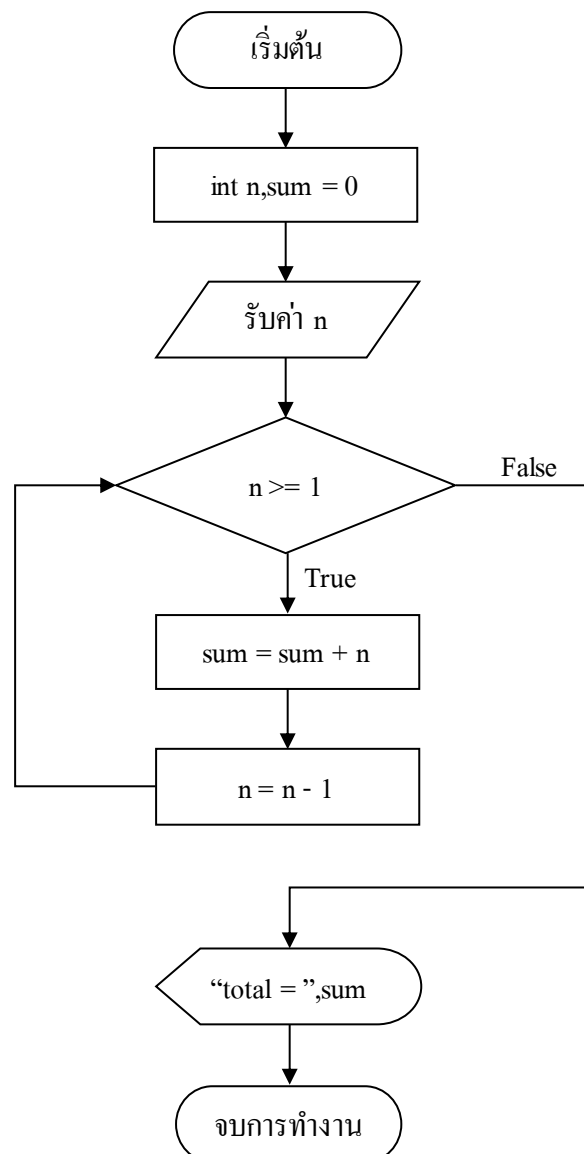 เริ่มต้น
int n,sum = 0
รับค่า n
n >= 1
False
True
sum = sum + n
n = n - 1
“total = ”,sum
จบการทำงาน